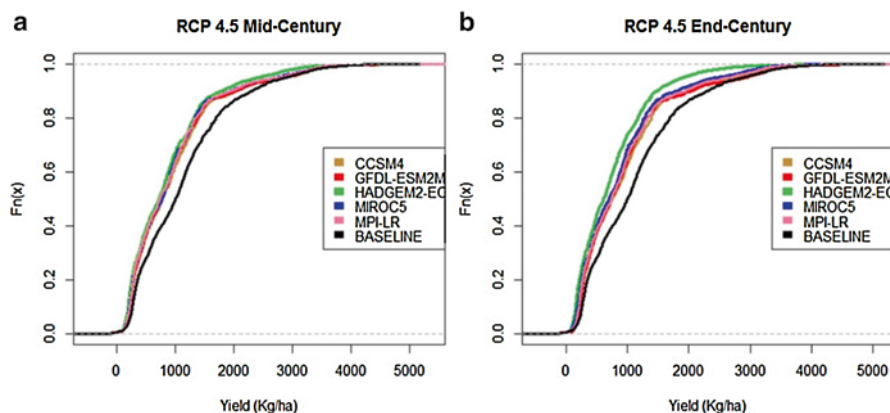 a
RCP 4.5 Mid-Century
Fn(x)
1.0
0.8
0.6
0.4
0.2
0.0
CCSM4
GFDL-ESM2M
HADGEM2-EC
MIROC5
MPI-LR
BASELINE
0 1000 2000 3000 4000 5000
Yield (Kg/ha)
b
RCP 4.5 End-Century
Fn(x)
1.0
0.8
0.6
0.4
0.2
0.0
CCSM4
GFDL-ESM2M
HADGEM2-EC
MIROC5
MPI-LR
BASELINE
0 1000 2000 3000 4000 5000
Yield (Kg/ha)